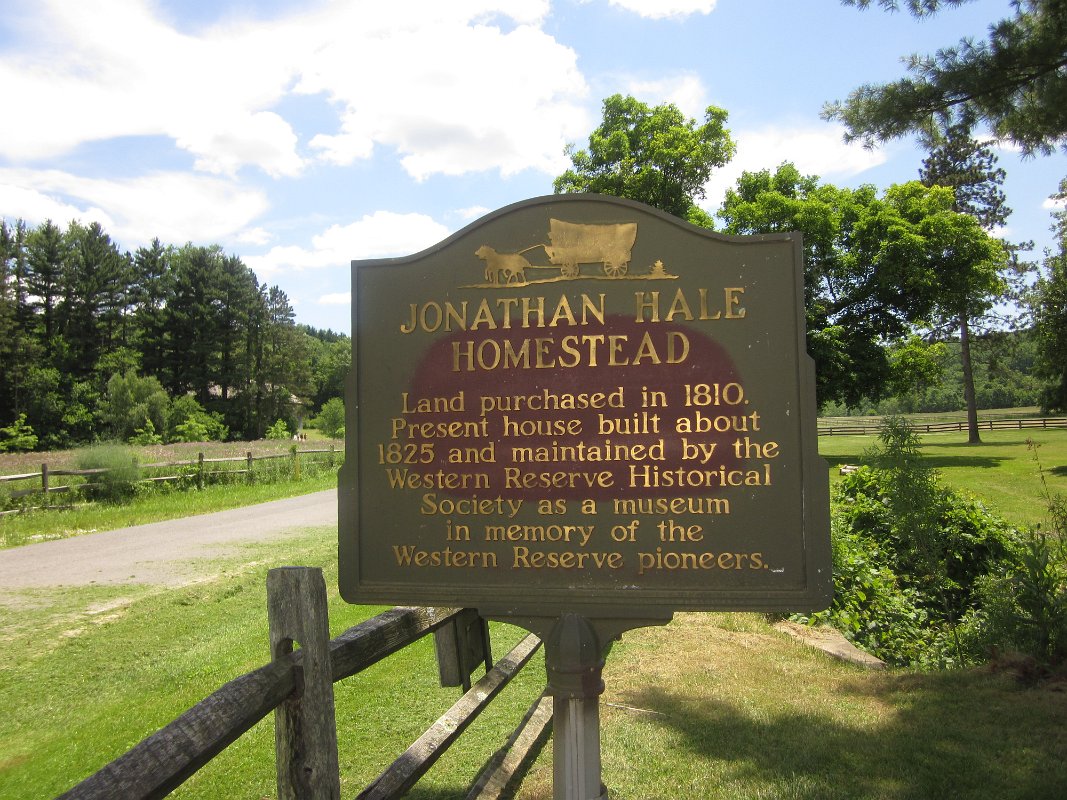 JONATHAN HALE
HOMESTEAD
Land purchased in 1810.
Present house built about
1825 and maintained by the
Western Reserve Historical
Society as a museum
in memory of the
Western Reserve pioneers.